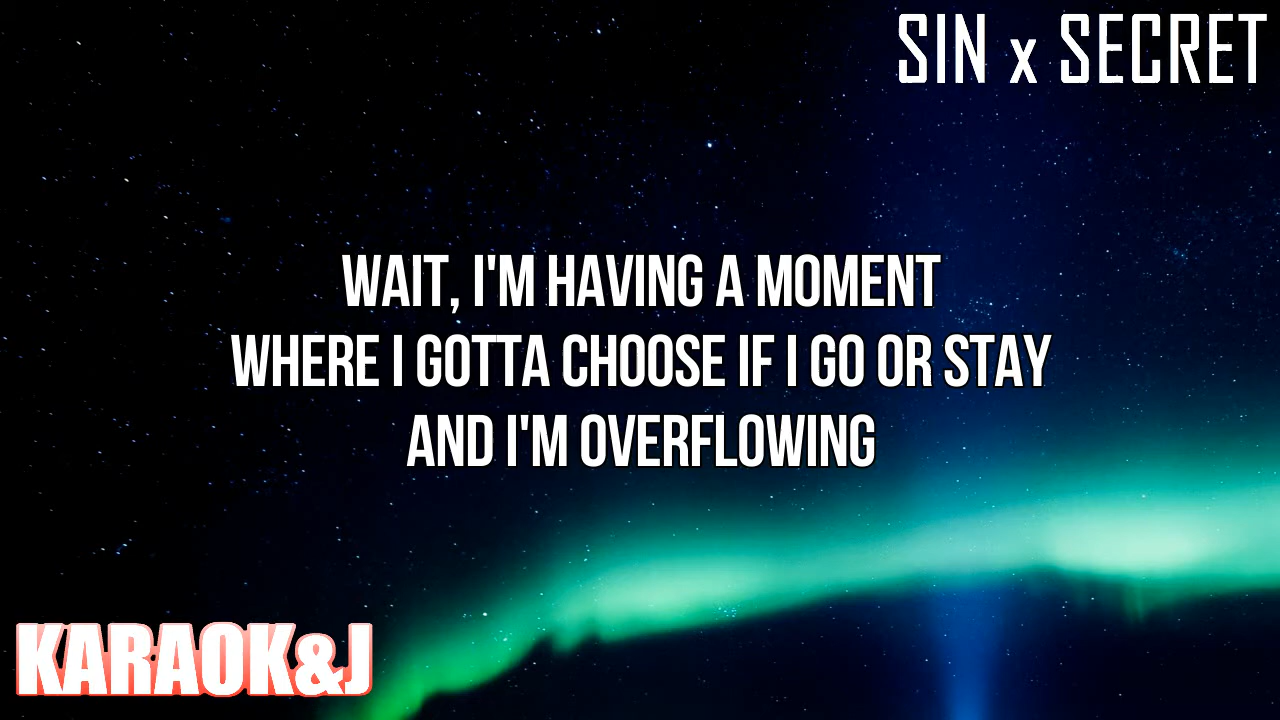 SIN x SECRET
WAIT, I'M HAVING A MOMENT
WHERE I GOTTA CHOOSE IF I GO OR STAY
AND I'M OVERFLOWING
KARAOK&J